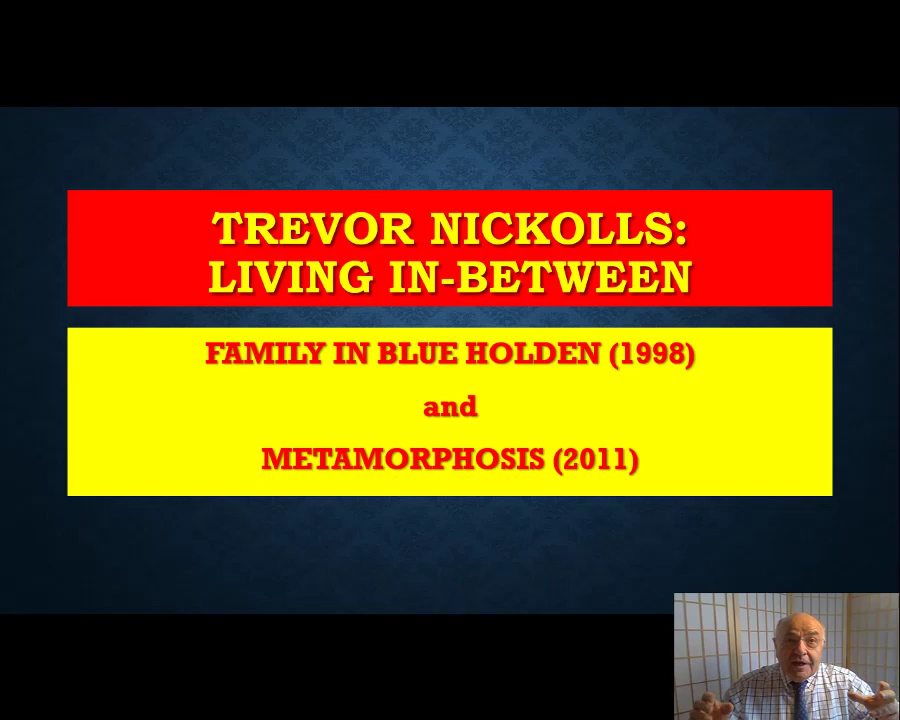 TREVOR NICKOLLS:
LIVING IN-BETWEEN
FAMILY IN BLUE HOLDEN (1998)
and
METAMORPHOSIS (2011)